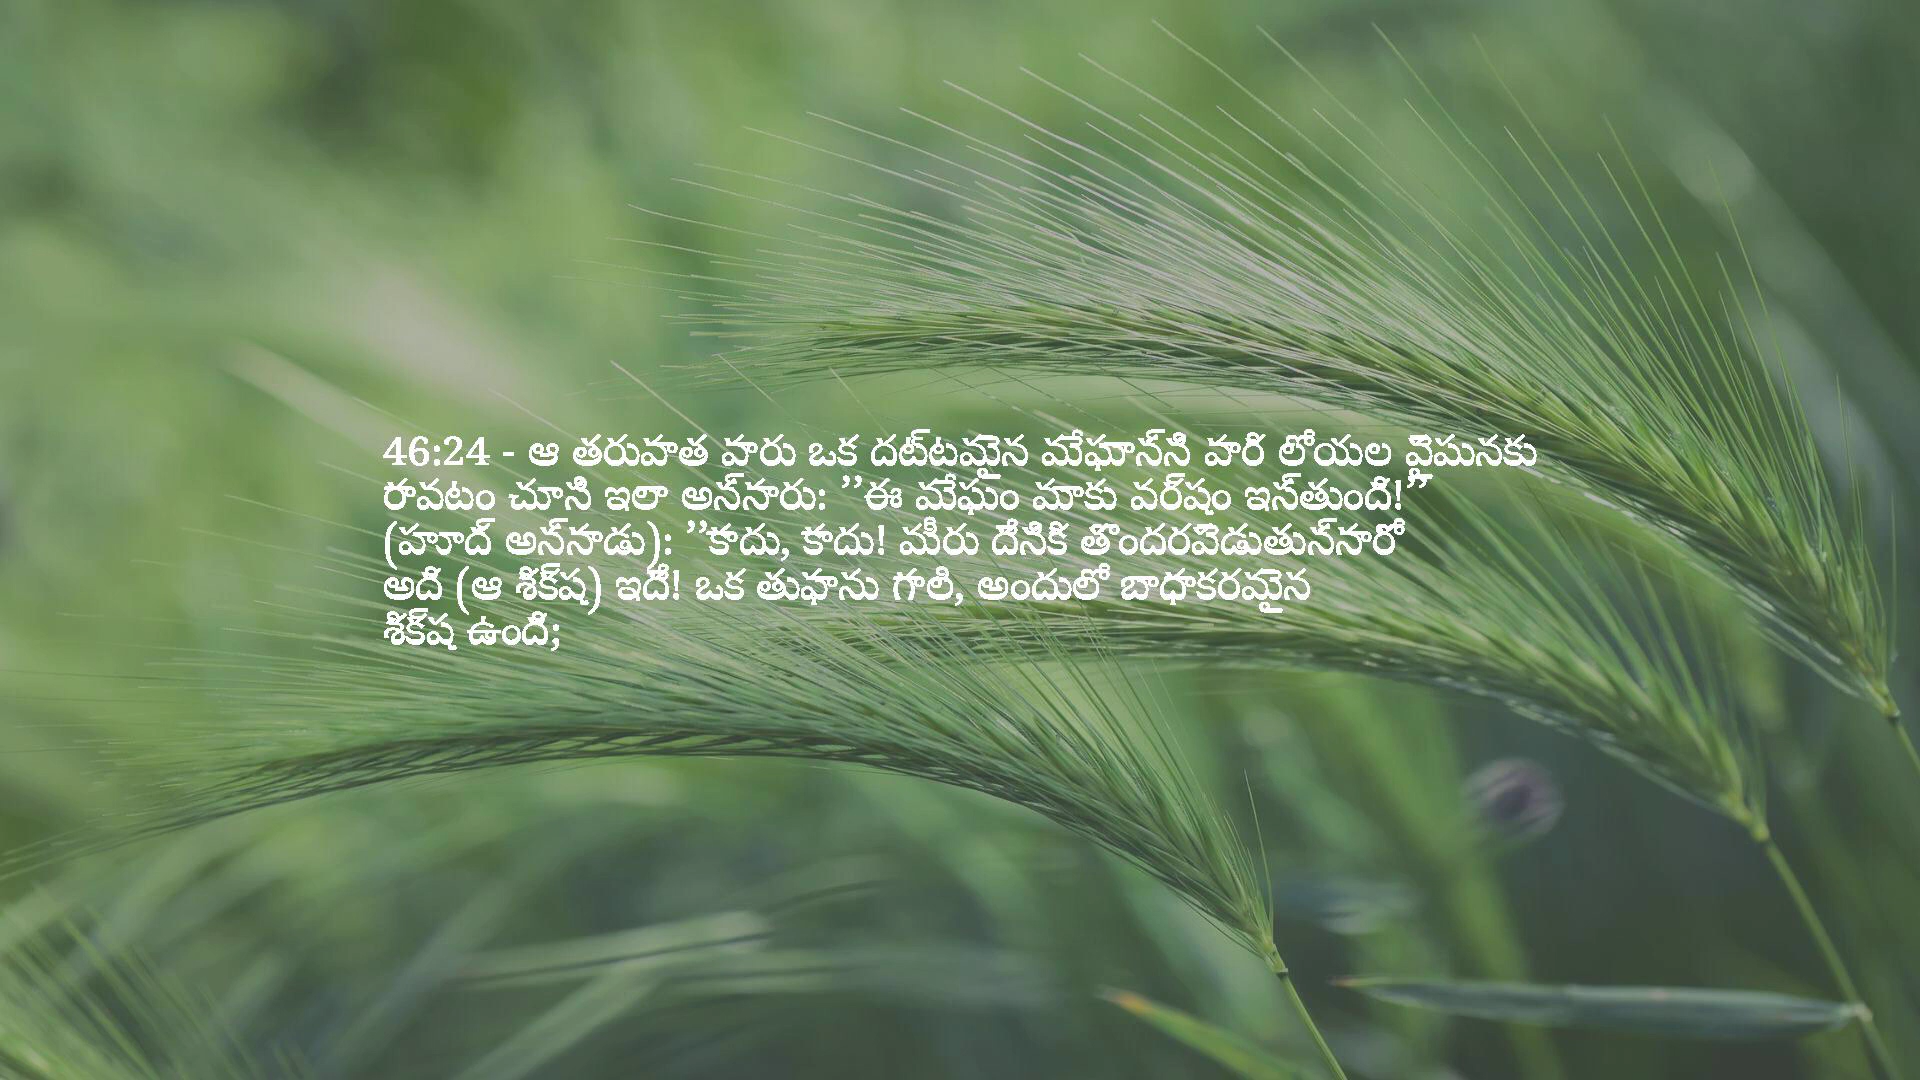 46:24 - ఆ తరువాత వారు ఒక దట్టమైన మేఘాన్ని వారి లోయల వైపునకు
రావటం చూసి ఇలా అన్నారు: ’’ఈ మేఘం మాకు వర్షం ఇస్తుంది!’’
(హూద్ అన్నాడు): ’’కాదు, కాదు! మీరు దేనికి తొందరపెడుతున్నారో
అది (ఆ శిక్ష) ఇదే! ఒక తుఫాను గాలి, అందులో బాధాకరమైన
శిక్ష ఉంది;